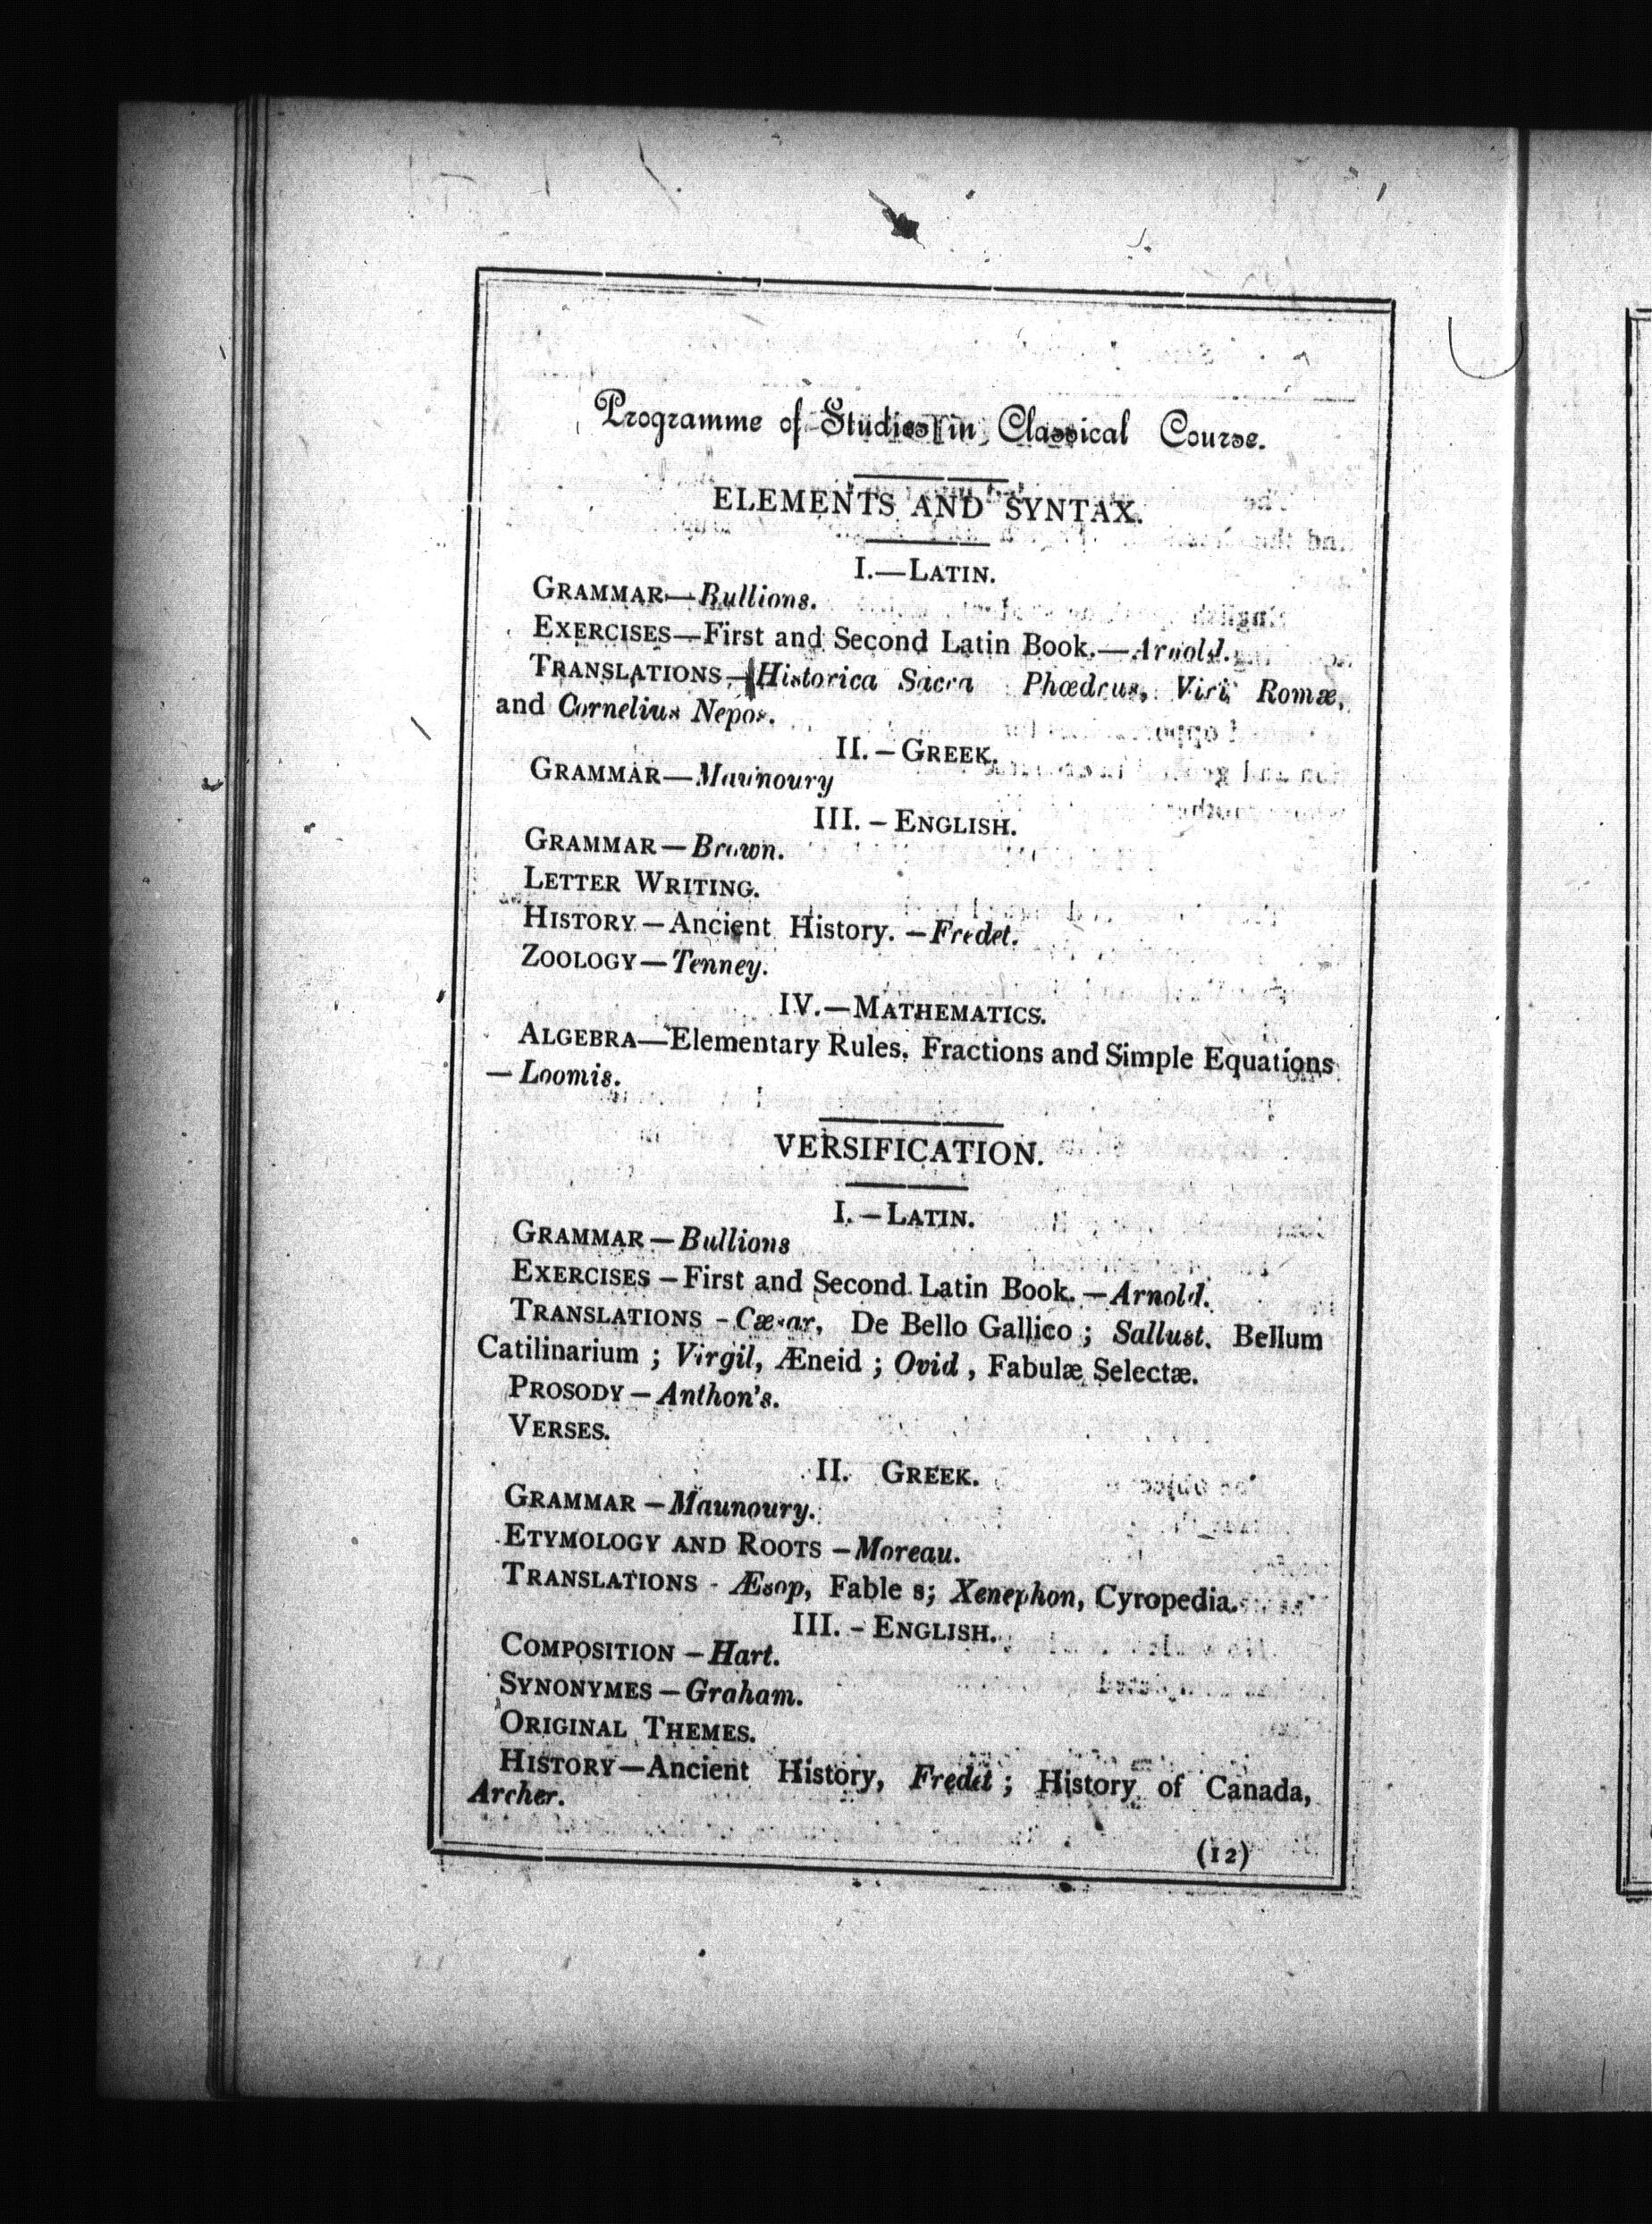 Programme of Studies in Classical Course.
ELEMENTS AND SYNTAX.
I.—LATIN.
GRAMMAR—Bullions.
EXERCISES—First and Second Latin Book.—Arnold.
TRANSLATIONS—Historica Sacra Phœdrus, Viri Romæ,
and Cornelius Nepos.
II.—GREEK.
GRAMMAR—Maunoury
III.—ENGLISH.
GRAMMAR—Brown.
LETTER WRITING.
HISTORY—Ancient History.—Fredet.
ZOOLOGY—Tenney.
IV.—MATHEMATICS.
ALGEBRA—Elementary Rules, Fractions and Simple Equations
—Loomis.
VERSIFICATION.
I.—LATIN.
GRAMMAR—Bullions
EXERCISES—First and Second Latin Book.—Arnold.
TRANSLATIONS - Cæsar, De Bello Gallico ; Sallust. Bellum
Catilinarium ; Virgil, Æneid ; Ovid , Fabulæ Selectæ.
PROSODY—Anthon's.
VERSES.
II. GREEK.
GRAMMAR—Maunoury.
ETYMOLOGY AND ROOTS—Moreau.
TRANSLATIONS - Æsop, Fable s; Xenephon, Cyropedia.
III. - ENGLISH.
COMPOSITION—Hart.
SYNONYMES—Graham.
ORIGINAL THEMES.
HISTORY—Ancient History, Fredet ; History of Canada,
Archer.
(12)